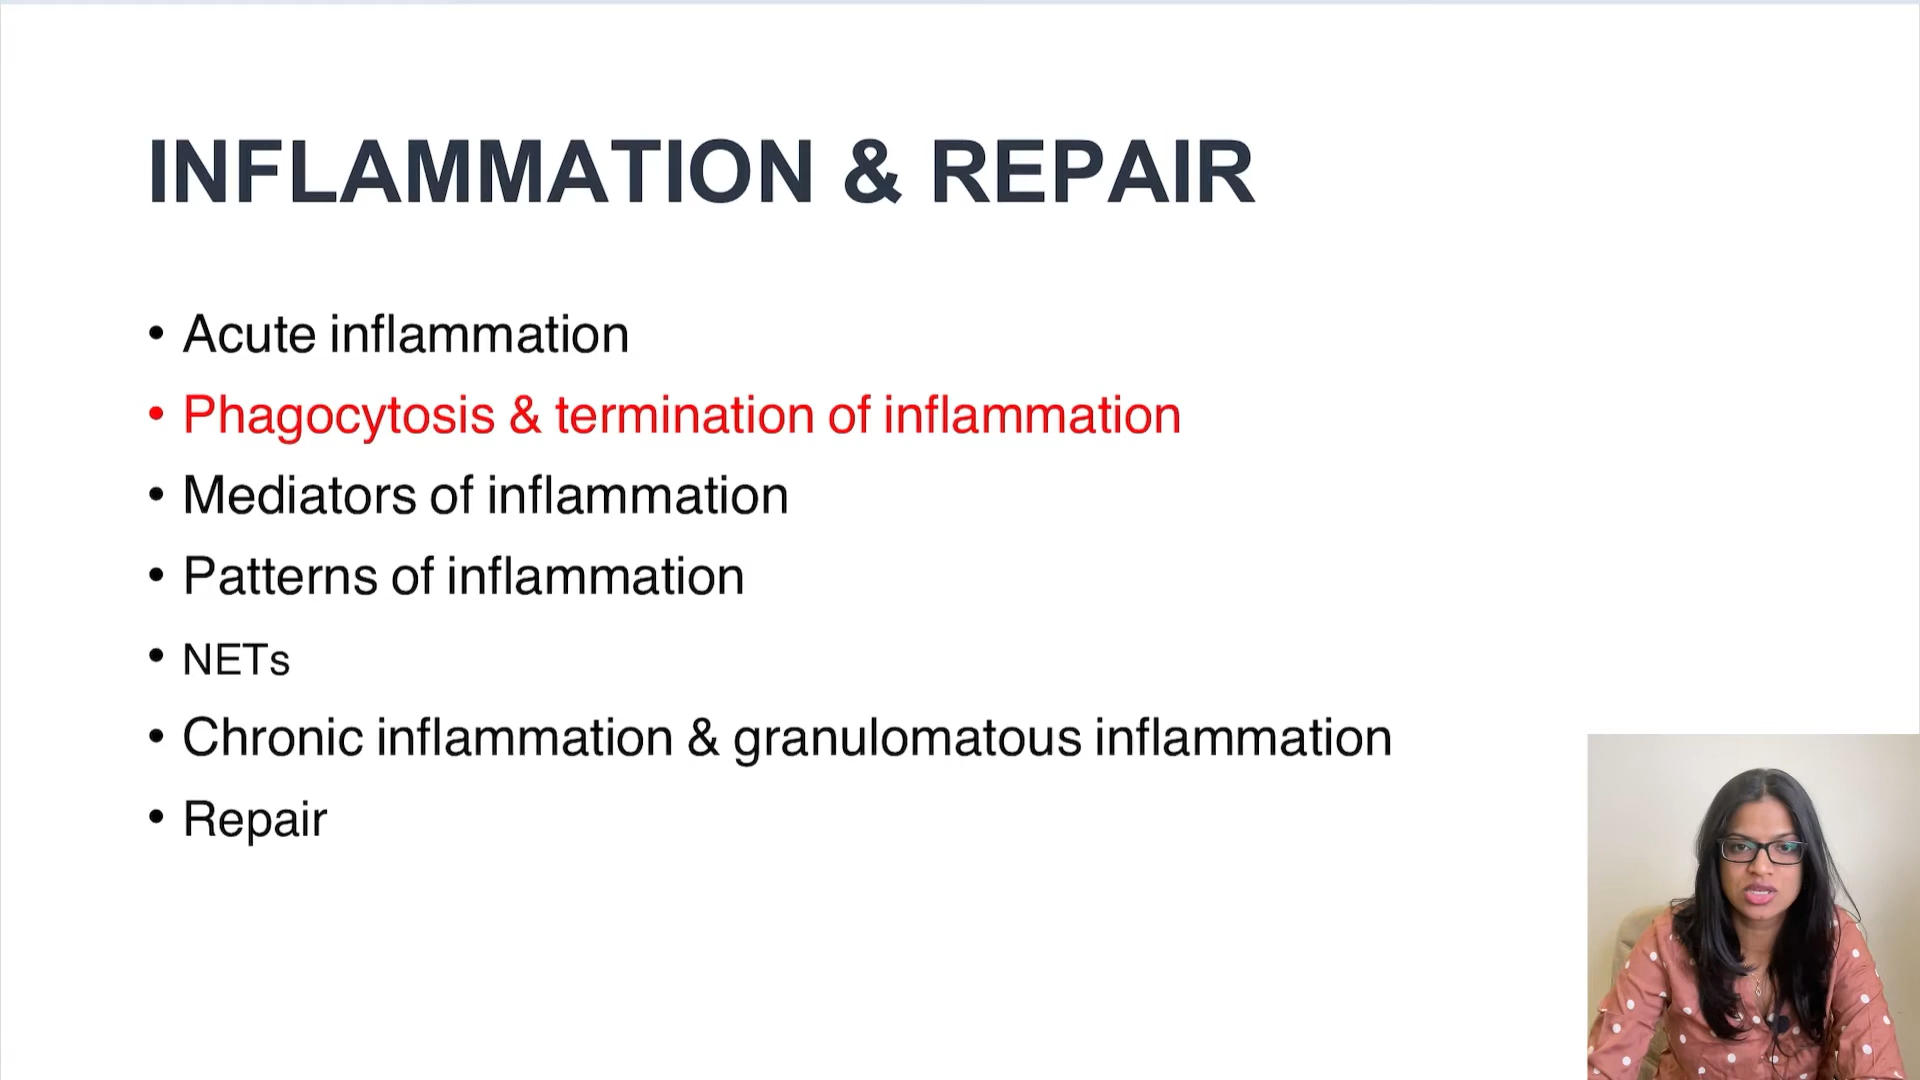 INFLAMMATION & REPAIR
• Acute inflammation
• Phagocytosis & termination of inflammation
• Mediators of inflammation
• Patterns of inflammation
• NETs
• Chronic inflammation & granulomatous inflammation
• Repair